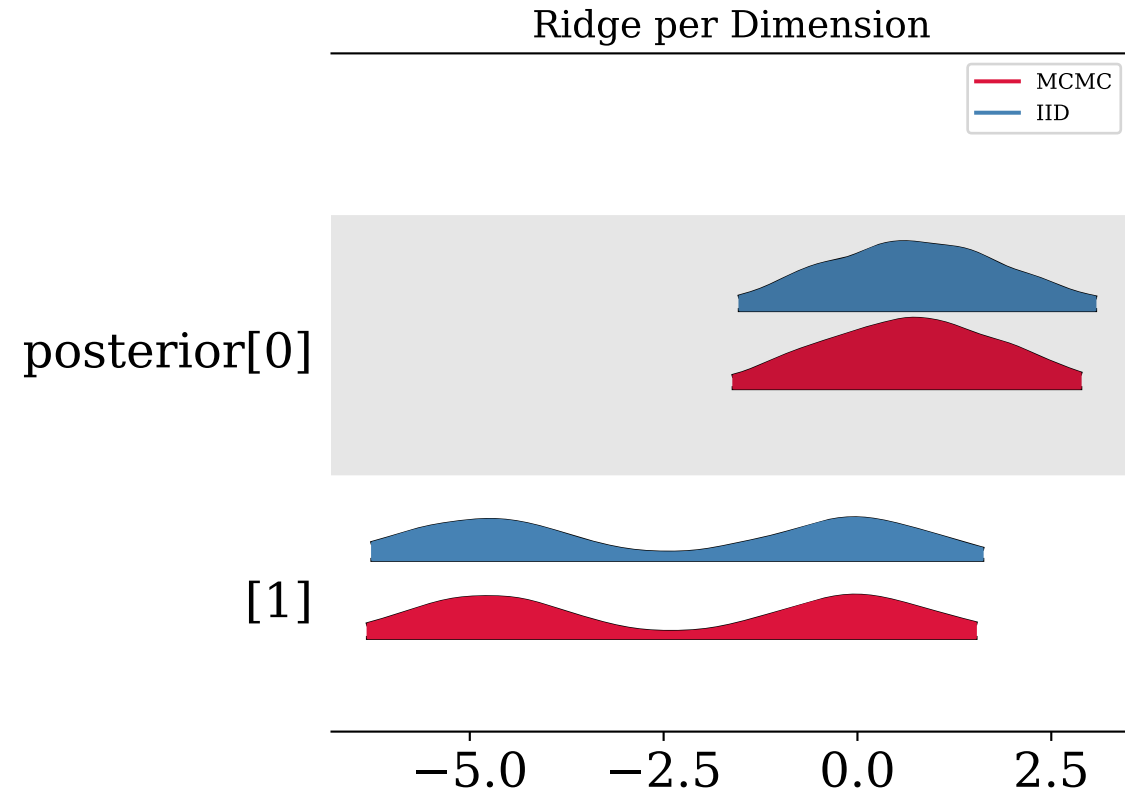 Ridge per Dimension
MCMC
IID
posterior[0]
[1]
−5.0 −2.5 0.0 2.5